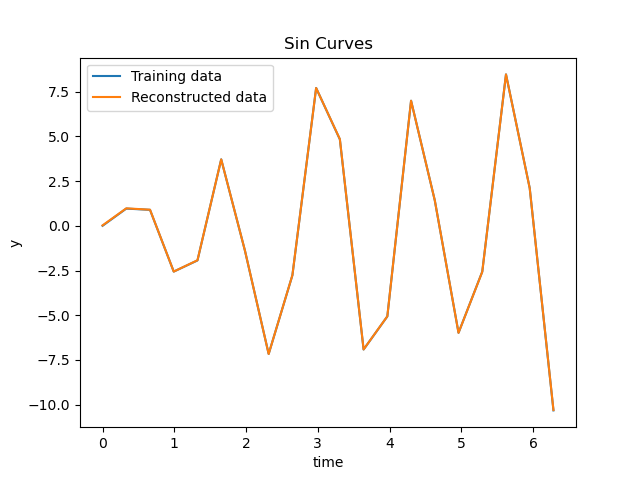 Sin Curves
Training data
Reconstructed data
7.5
5.0
2.5
0.0
−2.5
−5.0
−7.5
−10.0
y
0 1 2 3 4 5 6
time